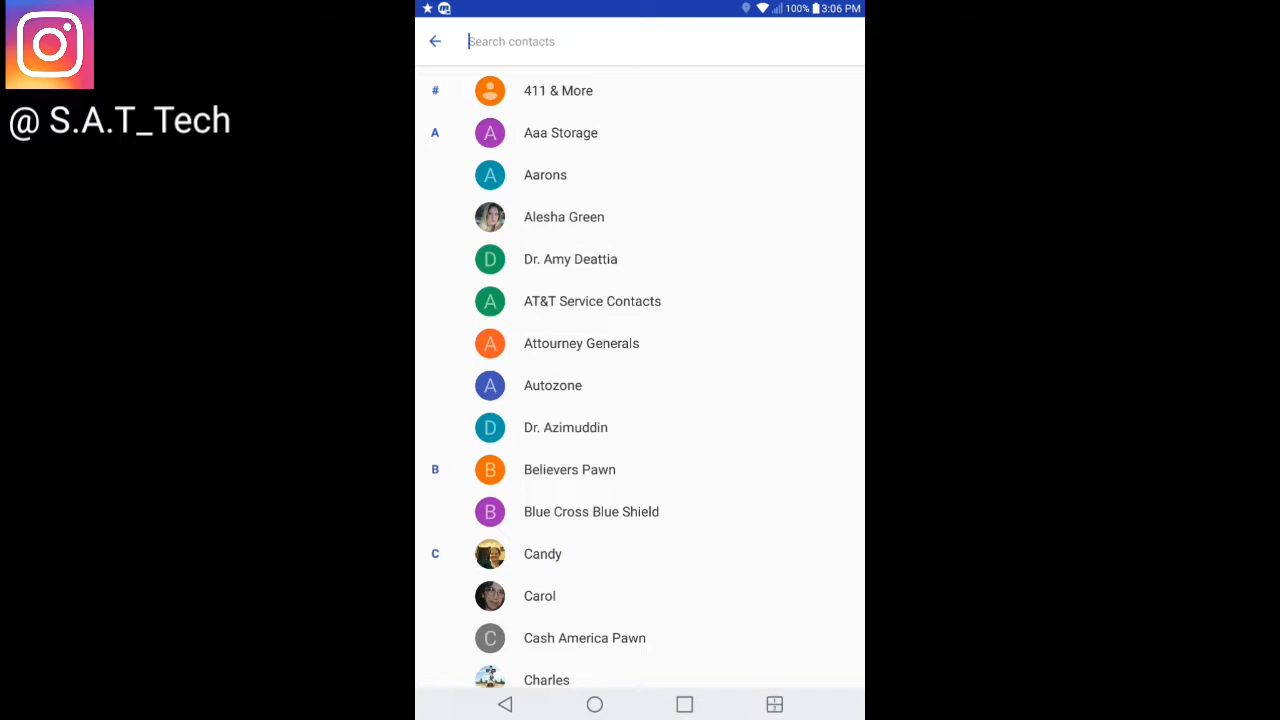 @ S.A.T_Tech
100% 3:06 PM
Search contacts
#
411 & More
A
A
Aaa Storage
A
Aarons
Alesha Green
D
Dr. Amy Deattia
A
AT&T Service Contacts
A
Attourney Generals
A
Autozone
D
Dr. Azimuddin
B
B
Believers Pawn
B
Blue Cross Blue Shield
C
Candy
Carol
C
Cash America Pawn
Charles